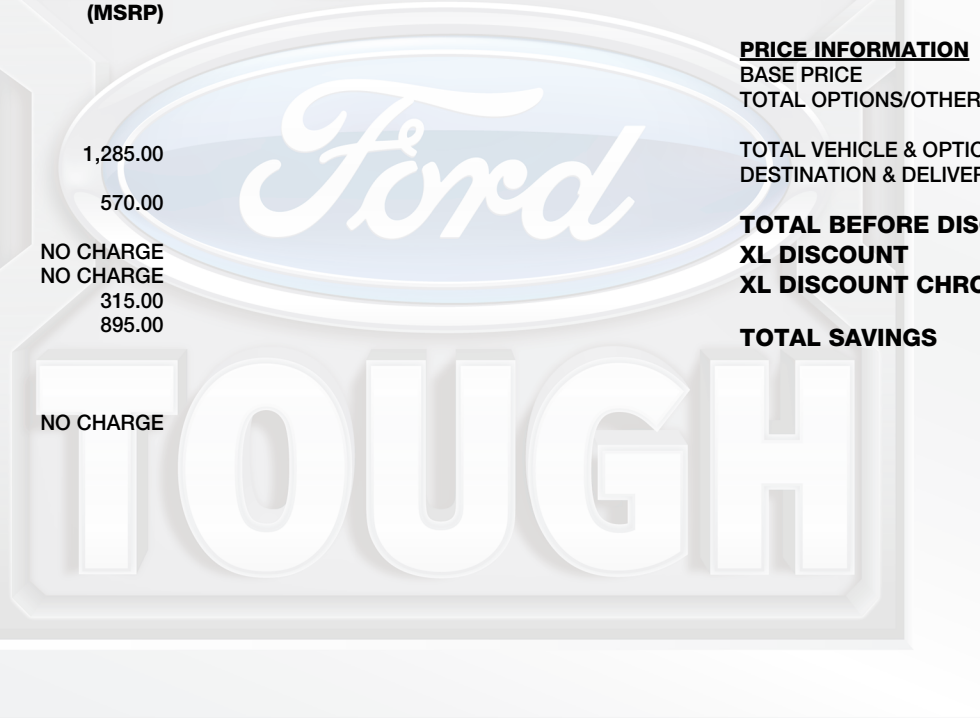 (MSRP)
1,285.00
570.00
NO CHARGE
NO CHARGE
315.00
895.00
NO CHARGE
Ford
TOUGH
PRICE INFORMATION
BASE PRICE
TOTAL OPTIONS/OTHER
TOTAL VEHICLE & OPTIO
DESTINATION & DELIVER
TOTAL BEFORE DIS
XL DISCOUNT
XL DISCOUNT CHRO
TOTAL SAVINGS